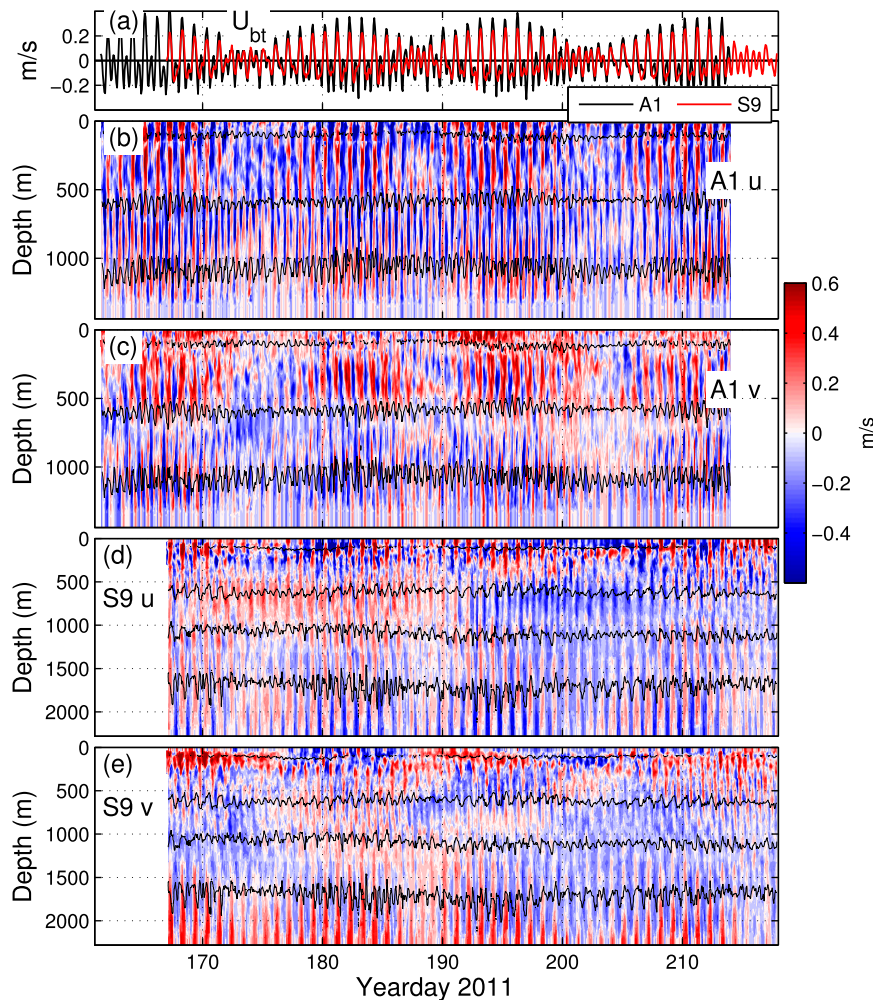 (a)
U_bt
m/s
0.2
0
−0.2
A1
S9
(b)
A1 u
Depth (m)
0
500
1000
(c)
A1 v
Depth (m)
0
500
1000
(d)
S9 u
Depth (m)
0
500
1000
1500
2000
(e)
S9 v
Depth (m)
0
500
1000
1500
2000
170
180
190
200
210
Yearday 2011
0.6
0.4
0.2
0
−0.2
−0.4
m/s